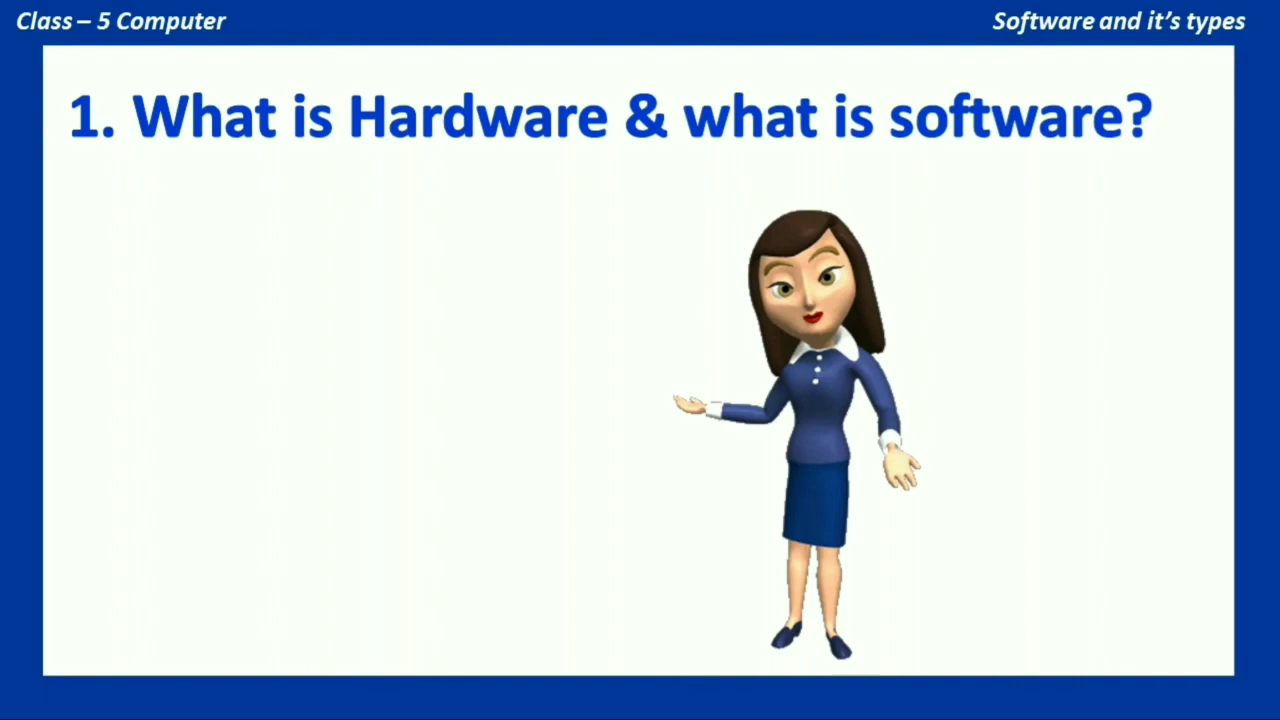 Class – 5 Computer
Software and it's types
1. What is Hardware & what is software?